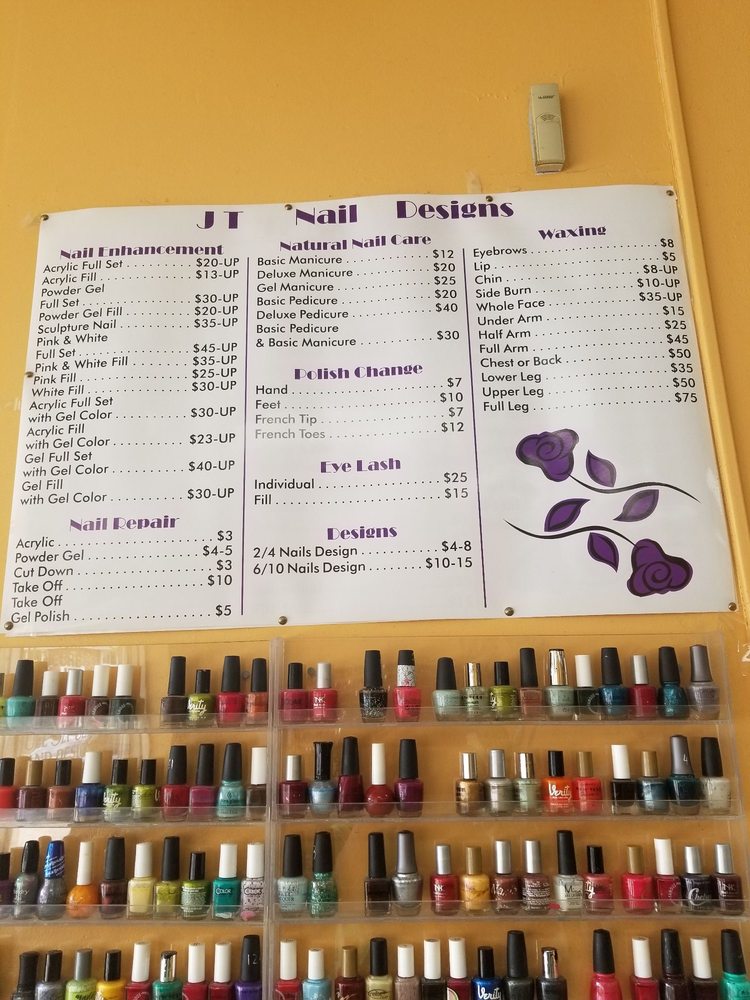 JT Nail Designs
Nail Enhancement
Acrylic Full Set . . . . . . . . . . $20-UP
Acrylic Fill . . . . . . . . . . . . . . $13-UP
Powder Gel
Full Set . . . . . . . . . . . . . . . . $30-UP
Powder Gel Fill . . . . . . . . . . $20-UP
Sculpture Nail . . . . . . . . . . . $35-UP
Pink & White
Full Set . . . . . . . . . . . . . . . . $45-UP
Pink & White Fill . . . . . . . . . $35-UP
Pink Fill . . . . . . . . . . . . . . . . $25-UP
White Fill . . . . . . . . . . . . . . . $30-UP
Acrylic Full Set
with Gel Color . . . . . . . . . . . $30-UP
Acrylic Fill
with Gel Color . . . . . . . . . . . $23-UP
Gel Full Set
with Gel Color . . . . . . . . . . . $40-UP
Gel Fill
with Gel Color . . . . . . . . . . . $30-UP
Nail Repair
Acrylic . . . . . . . . . . . . . . . . . . . . $3
Powder Gel . . . . . . . . . . . . . . $4-5
Cut Down . . . . . . . . . . . . . . . . . $3
Take Off . . . . . . . . . . . . . . . . . $10
Take Off
Gel Polish . . . . . . . . . . . . . . . . . $5
Natural Nail Care
Basic Manicure . . . . . . . . . . . . $12
Deluxe Manicure . . . . . . . . . . . $20
Gel Manicure . . . . . . . . . . . . . . $25
Basic Pedicure . . . . . . . . . . . . . $20
Deluxe Pedicure . . . . . . . . . . . . $40
Basic Pedicure
& Basic Manicure . . . . . . . . . . . $30
Polish Change
Hand . . . . . . . . . . . . . . . . . . . . . $7
Feet . . . . . . . . . . . . . . . . . . . . . $10
French Tip . . . . . . . . . . . . . . . . . $7
French Toes . . . . . . . . . . . . . . . $12
Eye Lash
Individual . . . . . . . . . . . . . . . . . $25
Fill . . . . . . . . . . . . . . . . . . . . . . . $15
Designs
2/4 Nails Design . . . . . . . . . . $4-8
6/10 Nails Design . . . . . . . . $10-15
Waxing
Eyebrows . . . . . . . . . . . . . . . . . . $8
Lip . . . . . . . . . . . . . . . . . . . . . . . . $5
Chin . . . . . . . . . . . . . . . . . . . $8-UP
Side Burn . . . . . . . . . . . . . . $10-UP
Whole Face . . . . . . . . . . . . $35-UP
Under Arm . . . . . . . . . . . . . . . . $15
Half Arm . . . . . . . . . . . . . . . . . . $25
Full Arm . . . . . . . . . . . . . . . . . . $45
Chest or Back . . . . . . . . . . . . . . $50
Lower Leg . . . . . . . . . . . . . . . . . $35
Upper Leg . . . . . . . . . . . . . . . . . $50
Full Leg . . . . . . . . . . . . . . . . . . . $75
Verity
Verity
Verity
COLOR
12